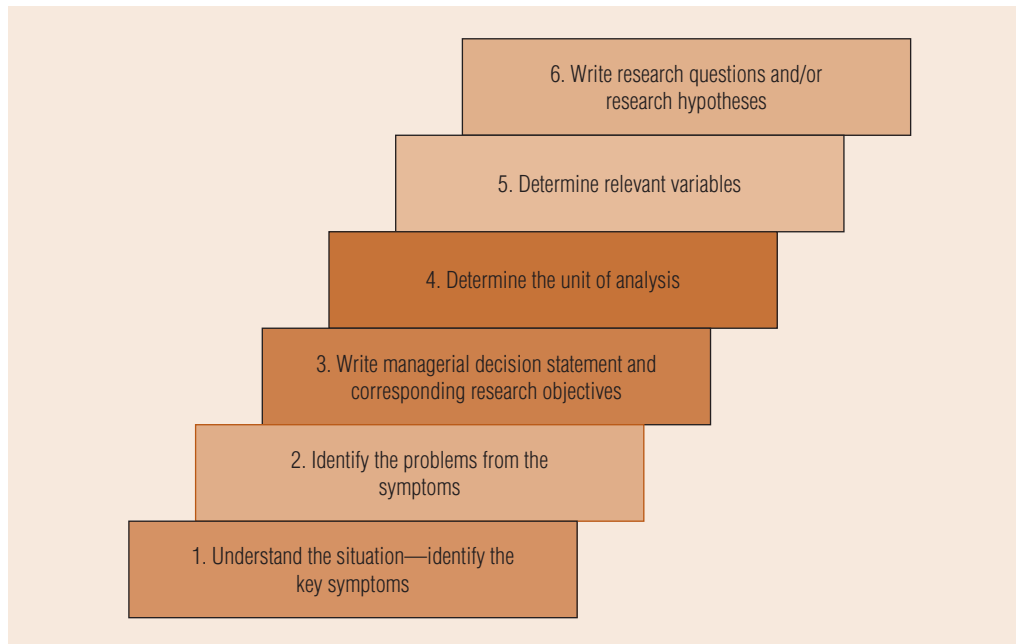 6. Write research questions and/or
research hypotheses
5. Determine relevant variables
4. Determine the unit of analysis
3. Write managerial decision statement and
corresponding research objectives
2. Identify the problems from the
symptoms
1. Understand the situation—identify the
key symptoms